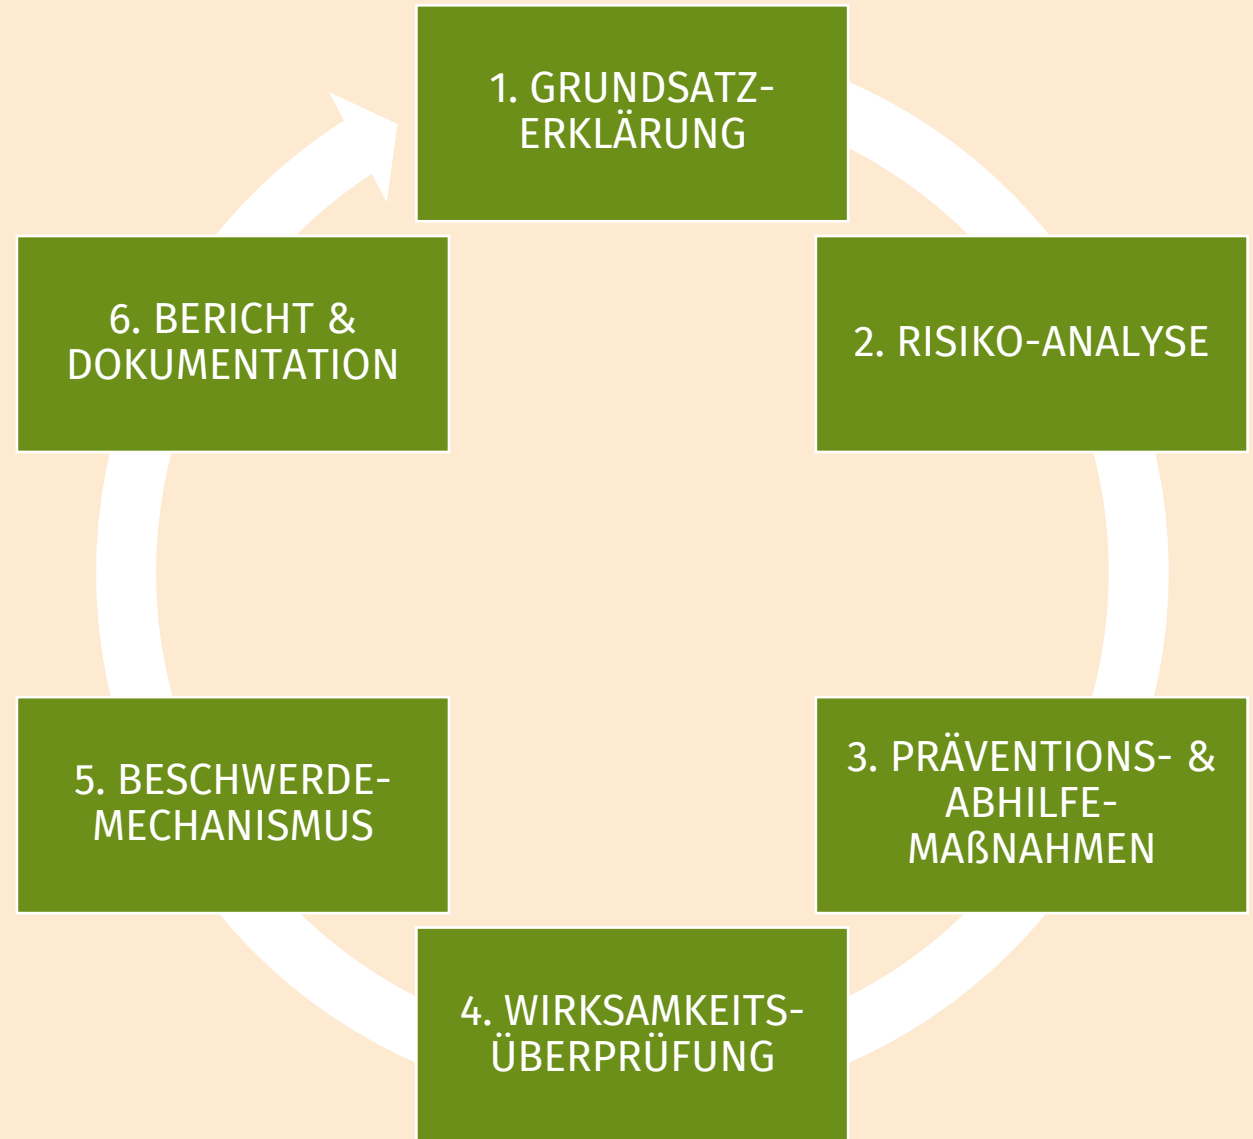 1. GRUNDSATZ-
ERKLÄRUNG
2. RISIKO-ANALYSE
3. PRÄVENTIONS- &
ABHILFE-
MAßNAHMEN
4. WIRKSAMKEITS-
ÜBERPRÜFUNG
5. BESCHWERDE-
MECHANISMUS
6. BERICHT &
DOKUMENTATION